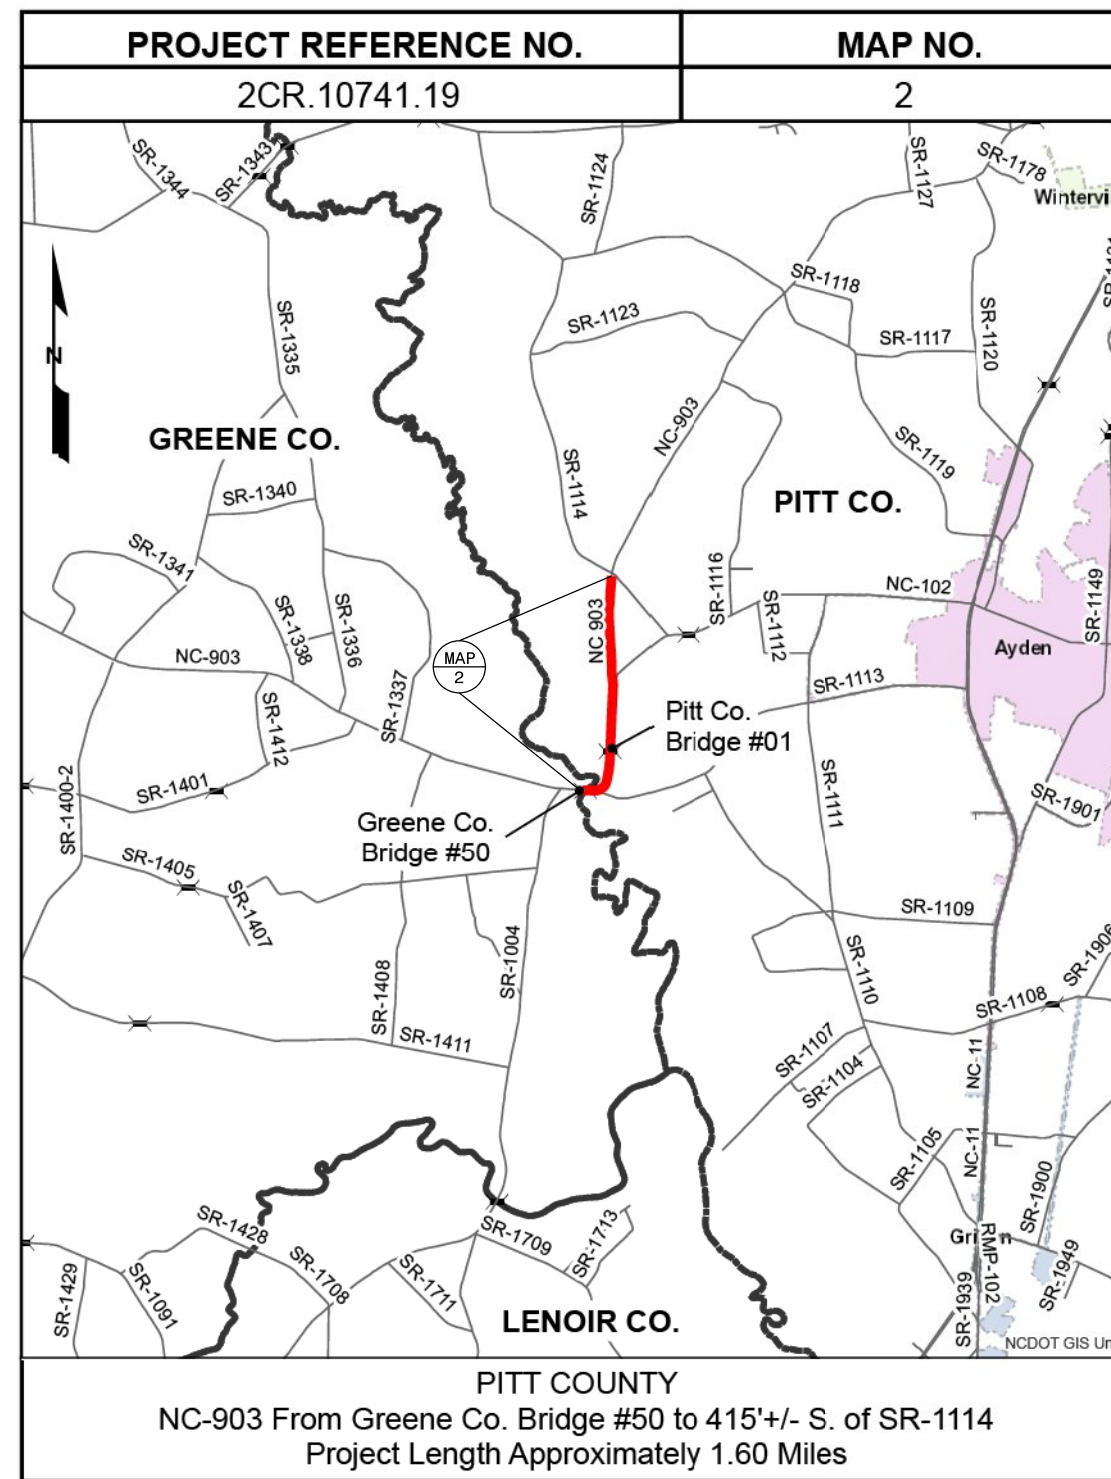 PROJECT REFERENCE NO.
MAP NO.
2CR.10741.19
2
SR-1344
SR-1343
SR-1124
SR-1127
SR-1178
Wintervi
SR-1335
SR-1118
SR-1123
SR-1117
SR-1120
N
GREENE CO.
NC-903
SR-1114
SR-1119
PITT CO.
SR-1340
SR-1341
SR-1338
SR-1336
NC-903
SR-1337
MAP
2
NC 903
SR-1116
SR-1112
NC-102
SR-1149
Ayden
SR-1113
SR-1412
Pitt Co.
Bridge #01
SR-1401
SR-1400-2
SR-1111
SR-1901
Greene Co.
Bridge #50
SR-1405
SR-1407
SR-1109
SR-1004
SR-1408
SR-1110
SR-1906
SR-1108
SR-1411
SR-1107
SR-1104
NC-11
NC-11
SR-1105
SR-1900
SR-1428
SR-1709
SR-1713
SR-1708
SR-1711
SR-1429
SR-1091
RMP-102
SR-1939
SR-1949
LENOIR CO.
NCDOT GIS Un
PITT COUNTY
NC-903 From Greene Co. Bridge #50 to 415'+/- S. of SR-1114
Project Length Approximately 1.60 Miles